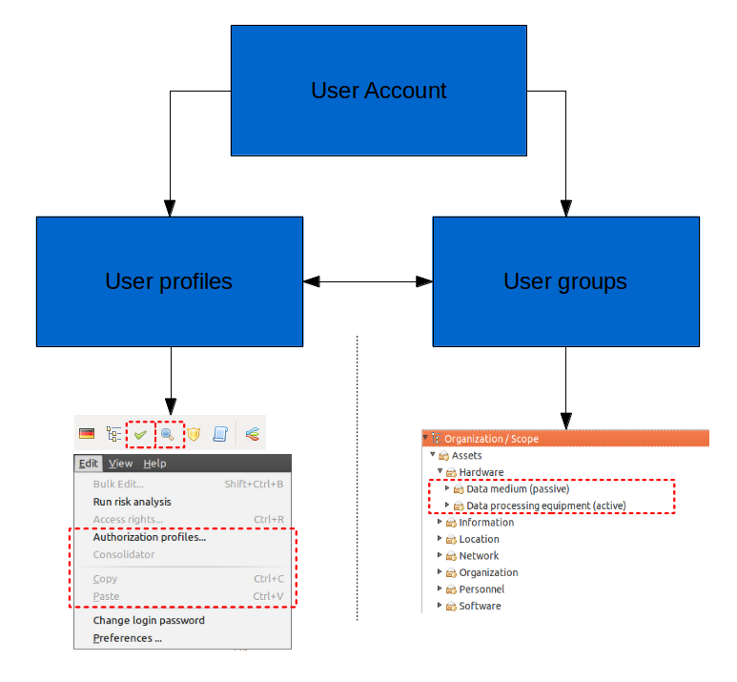 User Account
User profiles
User groups
Edit View Help
Bulk Edit... Shift+Ctrl+B
Run risk analysis
Access rights... Ctrl+R
Authorization profiles...
Consolidator
Copy Ctrl+C
Paste Ctrl+V
Change login password
Preferences ...
Organization / Scope
Assets
Hardware
Data medium (passive)
Data processing equipment (active)
Information
Location
Network
Organization
Personnel
Software